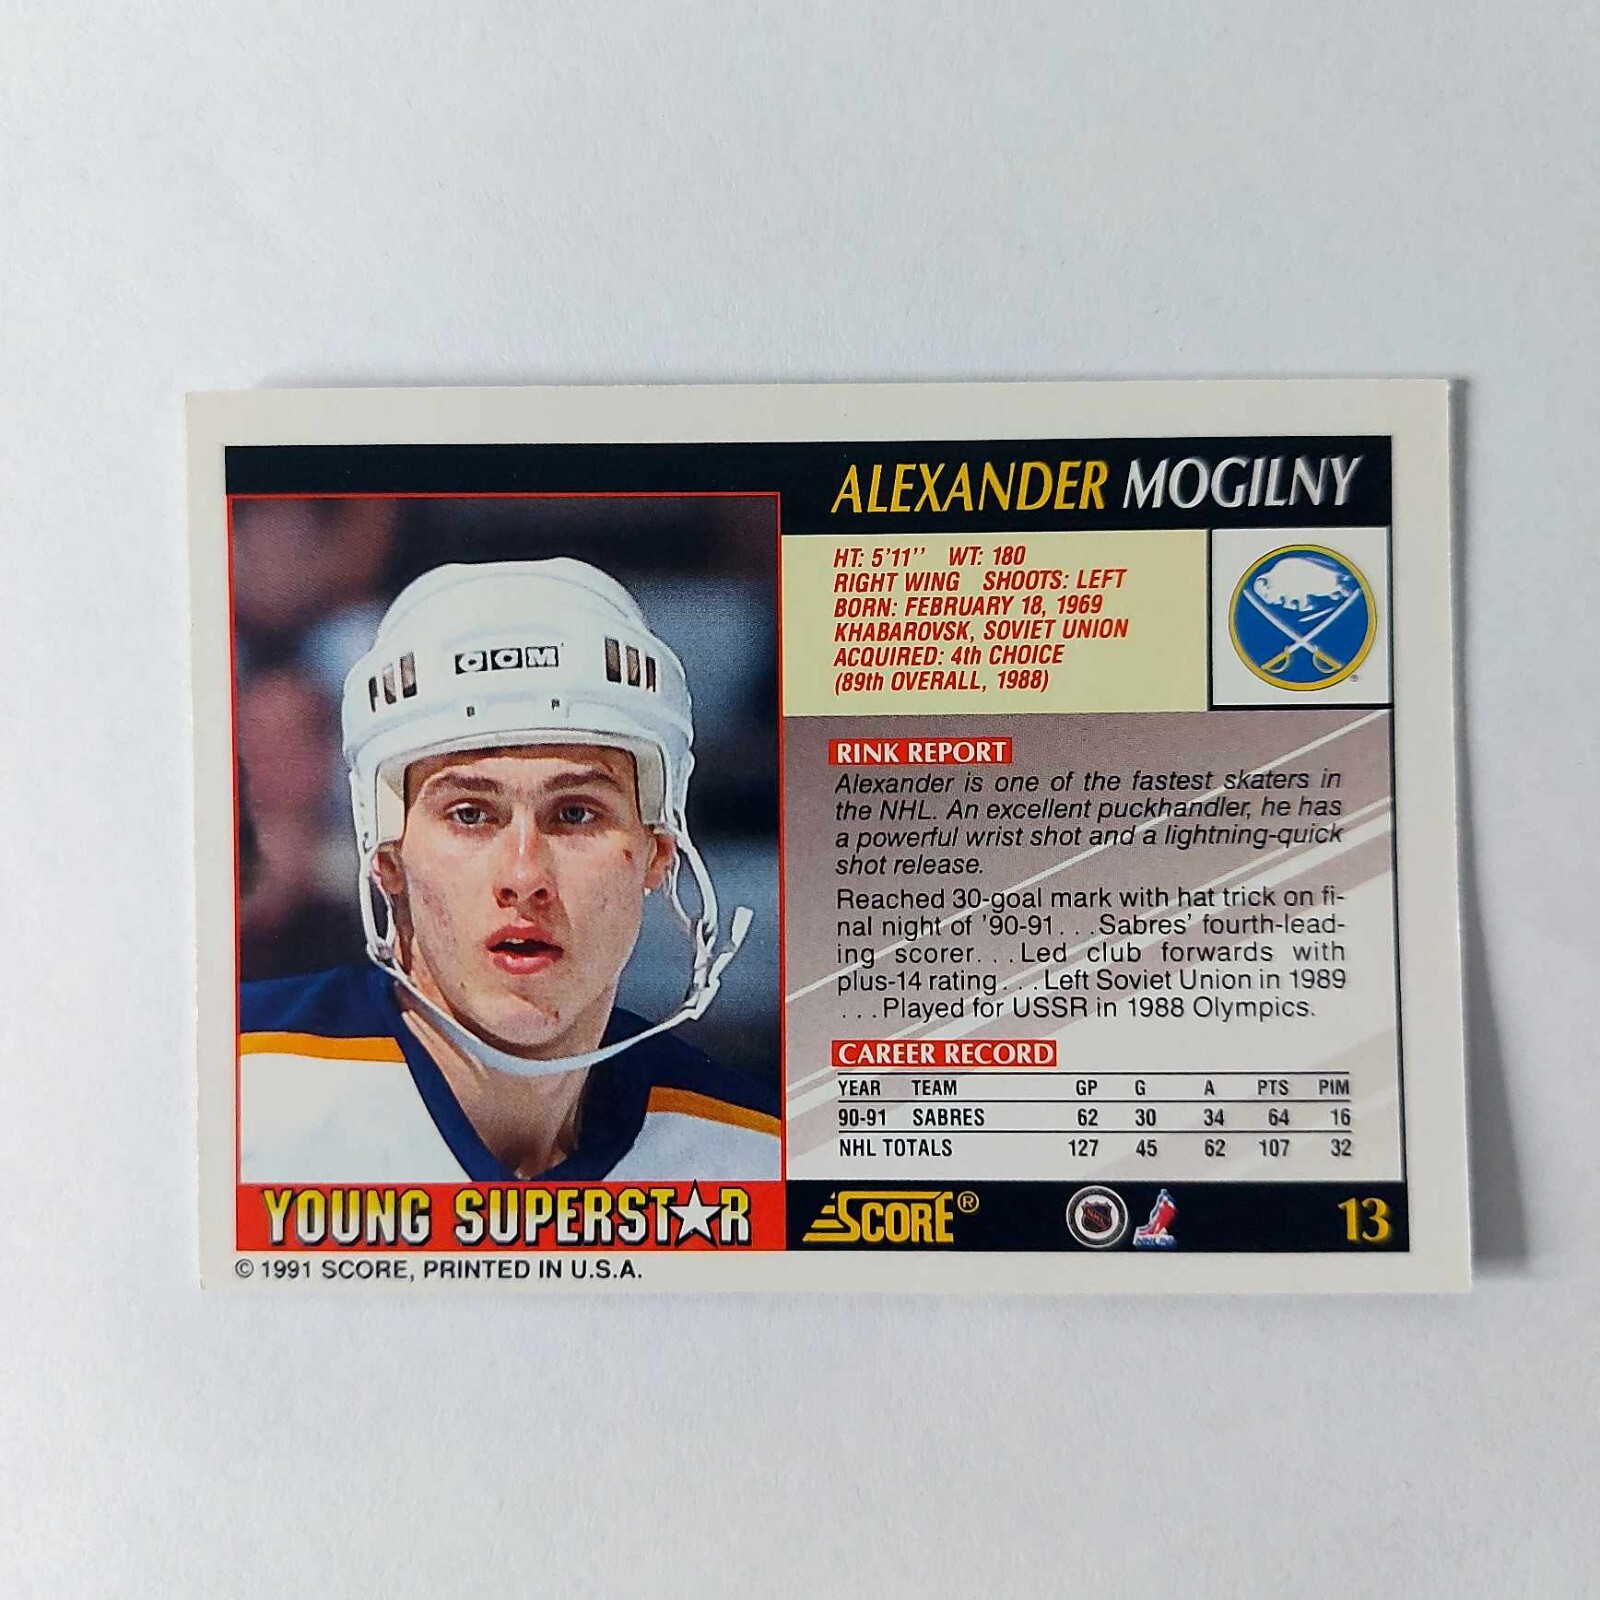 ALEXANDER MOGILNY
HT: 5'11'' WT: 180
RIGHT WING SHOOTS: LEFT
BORN: FEBRUARY 18, 1969
KHABAROVSK, SOVIET UNION
ACQUIRED: 4th CHOICE
(89th OVERALL, 1988)
CCM
RINK REPORT
Alexander is one of the fastest skaters in
the NHL. An excellent puckhandler, he has
a powerful wrist shot and a lightning-quick
shot release.
Reached 30-goal mark with hat trick on fi-
nal night of '90-91. . .Sabres' fourth-lead-
ing scorer. . .Led club forwards with
plus-14 rating. . .Left Soviet Union in 1989
. . .Played for USSR in 1988 Olympics.
CAREER RECORD
YEAR TEAM GP G A PTS PIM
90-91 SABRES 62 30 34 64 16
NHL TOTALS 127 45 62 107 32
YOUNG SUPERSTAR
SCORE®
NHL
13
© 1991 SCORE, PRINTED IN U.S.A.